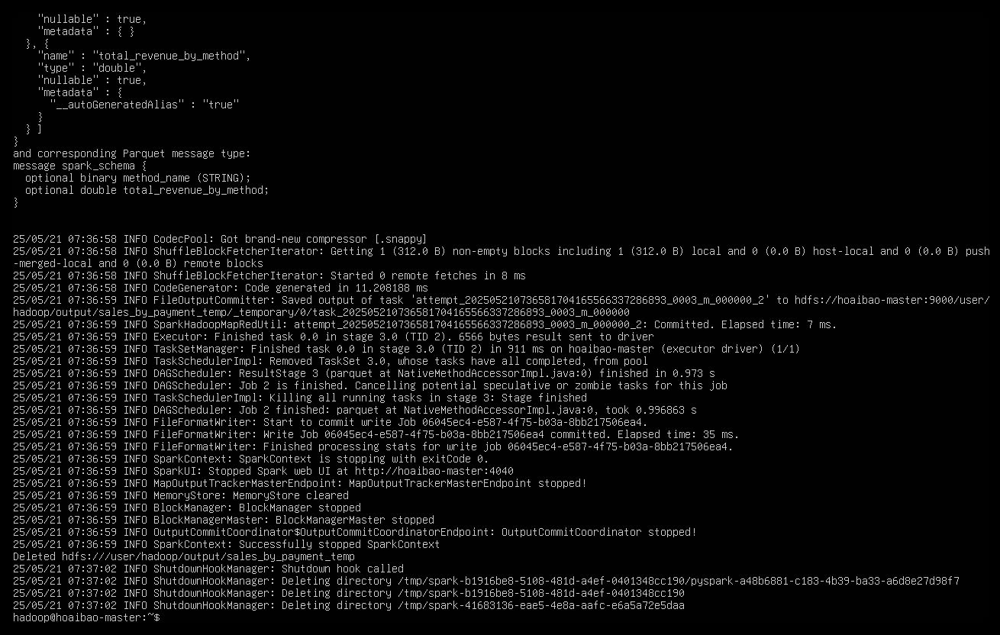 "nullable" : true,
    "metadata" : { }
  }, {
    "name" : "total_revenue_by_method",
    "type" : "double",
    "nullable" : true,
    "metadata" : {
      "__autoGeneratedAlias" : "true"
    }
  } ]
}
and corresponding Parquet message type:
message spark_schema {
  optional binary method_name (STRING);
  optional double total_revenue_by_method;
}
25/05/21 07:36:58 INFO CodecPool: Got brand-new compressor [.snappy]
25/05/21 07:36:58 INFO ShuffleBlockFetcherIterator: Getting 1 (312.0 B) non-empty blocks including 1 (312.0 B) local and 0 (0.0 B) host-local and 0 (0.0 B) push
-merged-local and 0 (0.0 B) remote blocks
25/05/21 07:36:58 INFO ShuffleBlockFetcherIterator: Started 0 remote fetches in 8 ms
25/05/21 07:36:58 INFO CodeGenerator: Code generated in 11.208188 ms
25/05/21 07:36:59 INFO FileOutputCommitter: Saved output of task 'attempt_202505210736581704165566337286893_0003_m_000000_2' to hdfs://hoaibao-master:9000/user/
hadoop/output/sales_by_payment_temp/_temporary/0/task_202505210736581704165566337286893_0003_m_000000
25/05/21 07:36:59 INFO SparkHadoopMapRedUtil: attempt_202505210736581704165566337286893_0003_m_000000_2: Committed. Elapsed time: 7 ms.
25/05/21 07:36:59 INFO Executor: Finished task 0.0 in stage 3.0 (TID 2). 6566 bytes result sent to driver
25/05/21 07:36:59 INFO TaskSetManager: Finished task 0.0 in stage 3.0 (TID 2) in 911 ms on hoaibao-master (executor driver) (1/1)
25/05/21 07:36:59 INFO TaskSchedulerImpl: Removed TaskSet 3.0, whose tasks have all completed, from pool
25/05/21 07:36:59 INFO DAGScheduler: ResultStage 3 (parquet at NativeMethodAccessorImpl.java:0) finished in 0.973 s
25/05/21 07:36:59 INFO DAGScheduler: Job 2 is finished. Cancelling potential speculative or zombie tasks for this job
25/05/21 07:36:59 INFO TaskSchedulerImpl: Killing all running tasks in stage 3: Stage finished
25/05/21 07:36:59 INFO DAGScheduler: Job 2 finished: parquet at NativeMethodAccessorImpl.java:0, took 0.996863 s
25/05/21 07:36:59 INFO FileFormatWriter: Start to commit write Job 06045ec4-e587-4f75-b03a-8bb217506ea4.
25/05/21 07:36:59 INFO FileFormatWriter: Write Job 06045ec4-e587-4f75-b03a-8bb217506ea4 committed. Elapsed time: 35 ms.
25/05/21 07:36:59 INFO FileFormatWriter: Finished processing stats for write job 06045ec4-e587-4f75-b03a-8bb217506ea4.
25/05/21 07:36:59 INFO SparkContext: SparkContext is stopping with exitCode 0.
25/05/21 07:36:59 INFO SparkUI: Stopped Spark web UI at http://hoaibao-master:4040
25/05/21 07:36:59 INFO MapOutputTrackerMasterEndpoint: MapOutputTrackerMasterEndpoint stopped!
25/05/21 07:36:59 INFO MemoryStore: MemoryStore cleared
25/05/21 07:36:59 INFO BlockManager: BlockManager stopped
25/05/21 07:36:59 INFO BlockManagerMaster: BlockManagerMaster stopped
25/05/21 07:36:59 INFO OutputCommitCoordinator$OutputCommitCoordinatorEndpoint: OutputCommitCoordinator stopped!
25/05/21 07:36:59 INFO SparkContext: Successfully stopped SparkContext
Deleted hdfs:///user/hadoop/output/sales_by_payment_temp
25/05/21 07:37:02 INFO ShutdownHookManager: Shutdown hook called
25/05/21 07:37:02 INFO ShutdownHookManager: Deleting directory /tmp/spark-b1916be8-5108-481d-a4ef-0401348cc190/pyspark-a48b6881-c183-4b39-ba33-a6d8e27d98f7
25/05/21 07:37:02 INFO ShutdownHookManager: Deleting directory /tmp/spark-b1916be8-5108-481d-a4ef-0401348cc190
25/05/21 07:37:02 INFO ShutdownHookManager: Deleting directory /tmp/spark-41683136-eae5-4e8a-aafc-e6a5a72e5daa
hadoop@hoaibao-master:~$